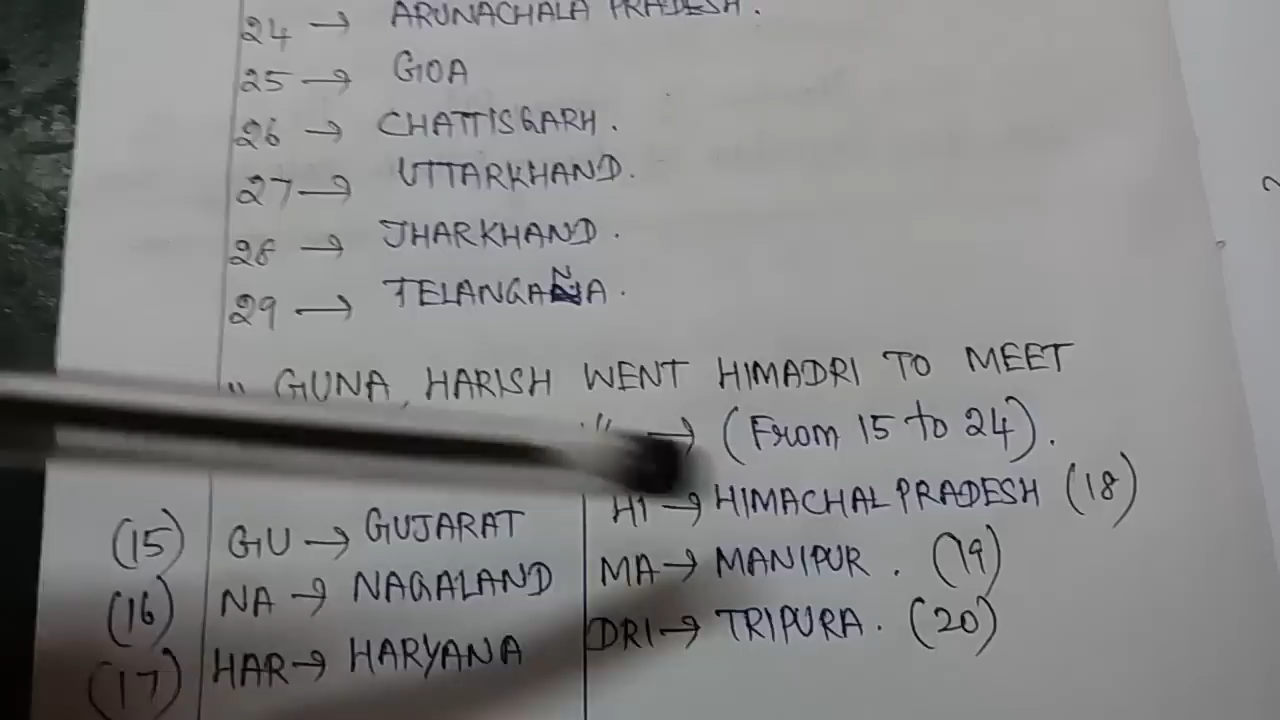 24 → ARUNACHALA PRADESH.
25 → GOA
26 → CHATTISGARH.
27 → UTTARKHAND.
28 → JHARKHAND.
29 → TELANGANA.
" GUNA, HARISH WENT HIMADRI TO MEET
" → (From 15 to 24).
(15) GU → GUJARAT
(16) NA → NAGALAND
(17) HAR → HARYANA
HI → HIMACHAL PRADESH (18)
MA → MANIPUR. (19)
DRI → TRIPURA. (20)